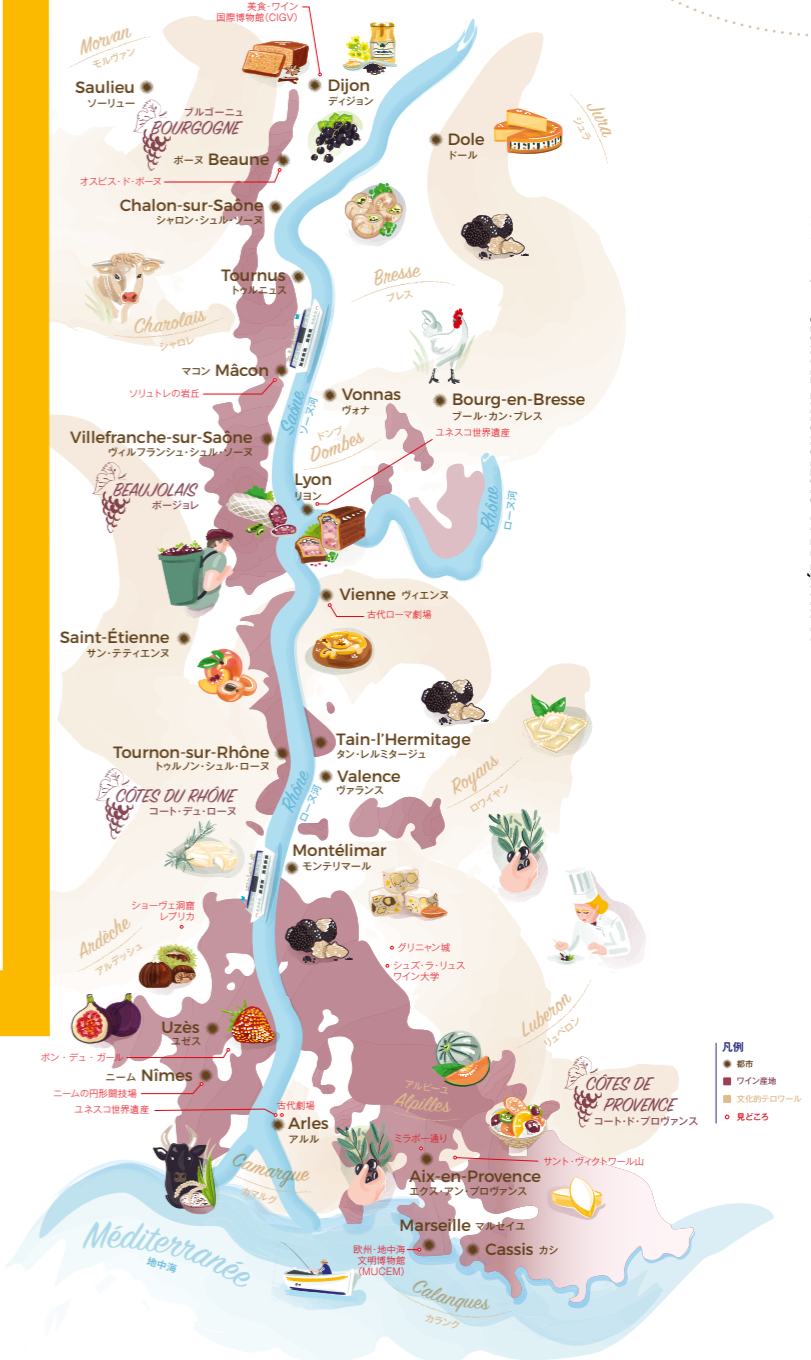 美食・ワイン
国際博物館(CIGV)
Morvan
モルヴァン
Saulieu
ソーリュー
Dijon
ディジョン
ブルゴーニュ
BOURGOGNE
Jura
ジュラ
Dole
ドール
ボーヌ Beaune
オスピス・ド・ボーヌ
Chalon-sur-Saône
シャロン・シュル・ソーヌ
Tournus
トゥルニュス
Bresse
ブレス
Charolais
シャロレ
マコン Mâcon
ソリュトレの岩丘
Saône
ソーヌ河
Vonnas
ヴォナ
Bourg-en-Bresse
ブール・カン・ブレス
ユネスコ世界遺産
ドンブ
Dombes
Villefranche-sur-Saône
ヴィルフランシュ・シュル・ソーヌ
BEAUJOLAIS
ボージョレ
Lyon
リヨン
Rhône
ローヌ河
Vienne ヴィエンヌ
古代ローマ劇場
Saint-Étienne
サン・テティエンヌ
Tain-l'Hermitage
タン・レルミタージュ
Tournon-sur-Rhône
トゥルノン・シュル・ローヌ
Valence
ヴァランス
Royans
ロワイヤン
Rhône
ローヌ河
CÔTES DU RHÔNE
コート・デュ・ローヌ
Montélimar
モンテリマール
ショーヴェ洞窟
レプリカ
Ardèche
アルデッシュ
グリニャン城
シュズ・ラ・リュス
ワイン大学
Luberon
リュベロン
Uzès
ユゼス
ポン・デュ・ガール
ニーム Nîmes
ニームの円形闘技場
ユネスコ世界遺産
古代劇場
Arles
アルル
アルピーユ
Alpilles
CÔTES DE
PROVENCE
コート・ド・プロヴァンス
凡例
都市
ワイン産地
文化的テロワール
見どころ
ミラボー通り
サント・ヴィクトワール山
Aix-en-Provence
エクス・アン・プロヴァンス
Camargue
カマルグ
Marseille マルセイユ
欧州・地中海
文明博物館
(MUCEM)
Cassis カシ
Méditerranée
地中海
Calanques
カランク